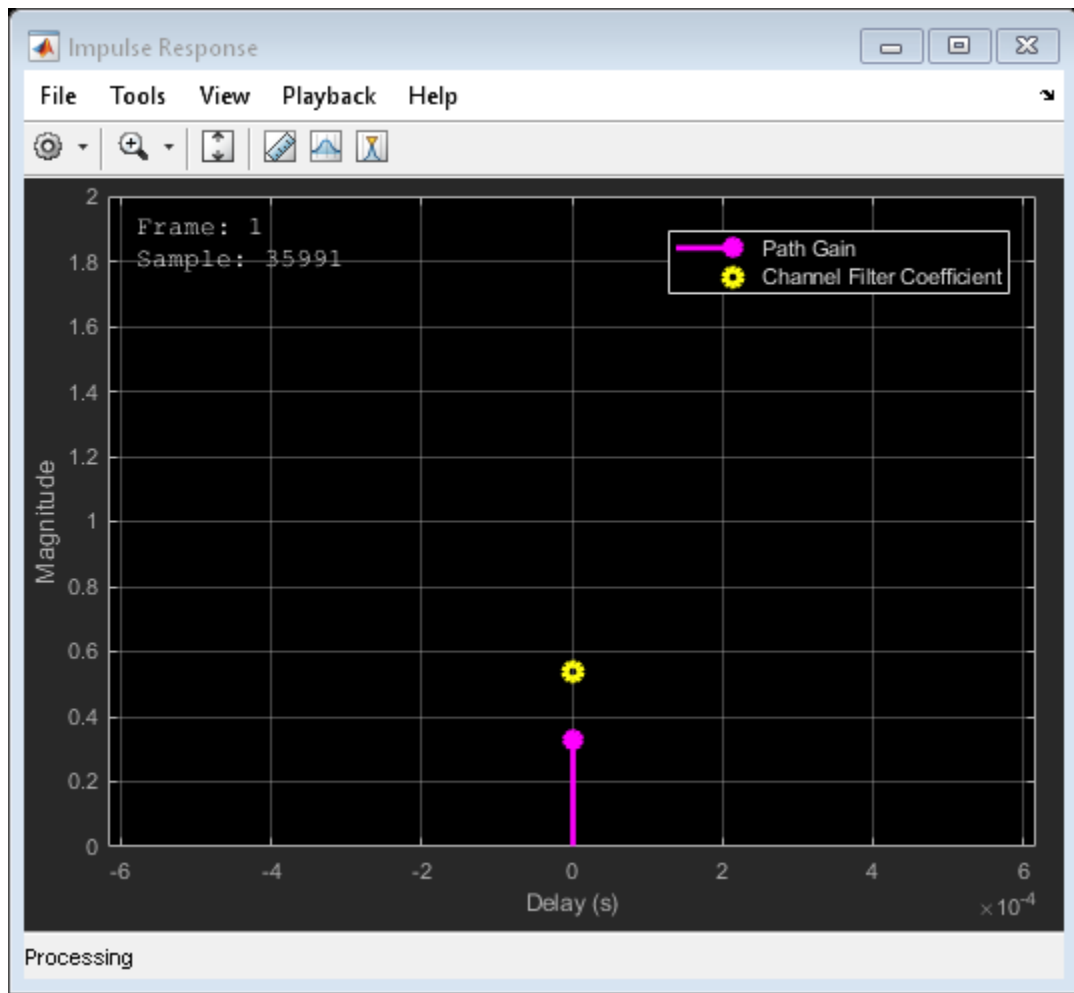 Impulse Response
File Tools View Playback Help
Frame: 1
Sample: 35991
Path Gain
Channel Filter Coefficient
2
1.8
1.6
1.4
1.2
1
0.8
0.6
0.4
0.2
0
Magnitude
-6 -4 -2 0 2 4 6
Delay (s)
×10-4
Processing